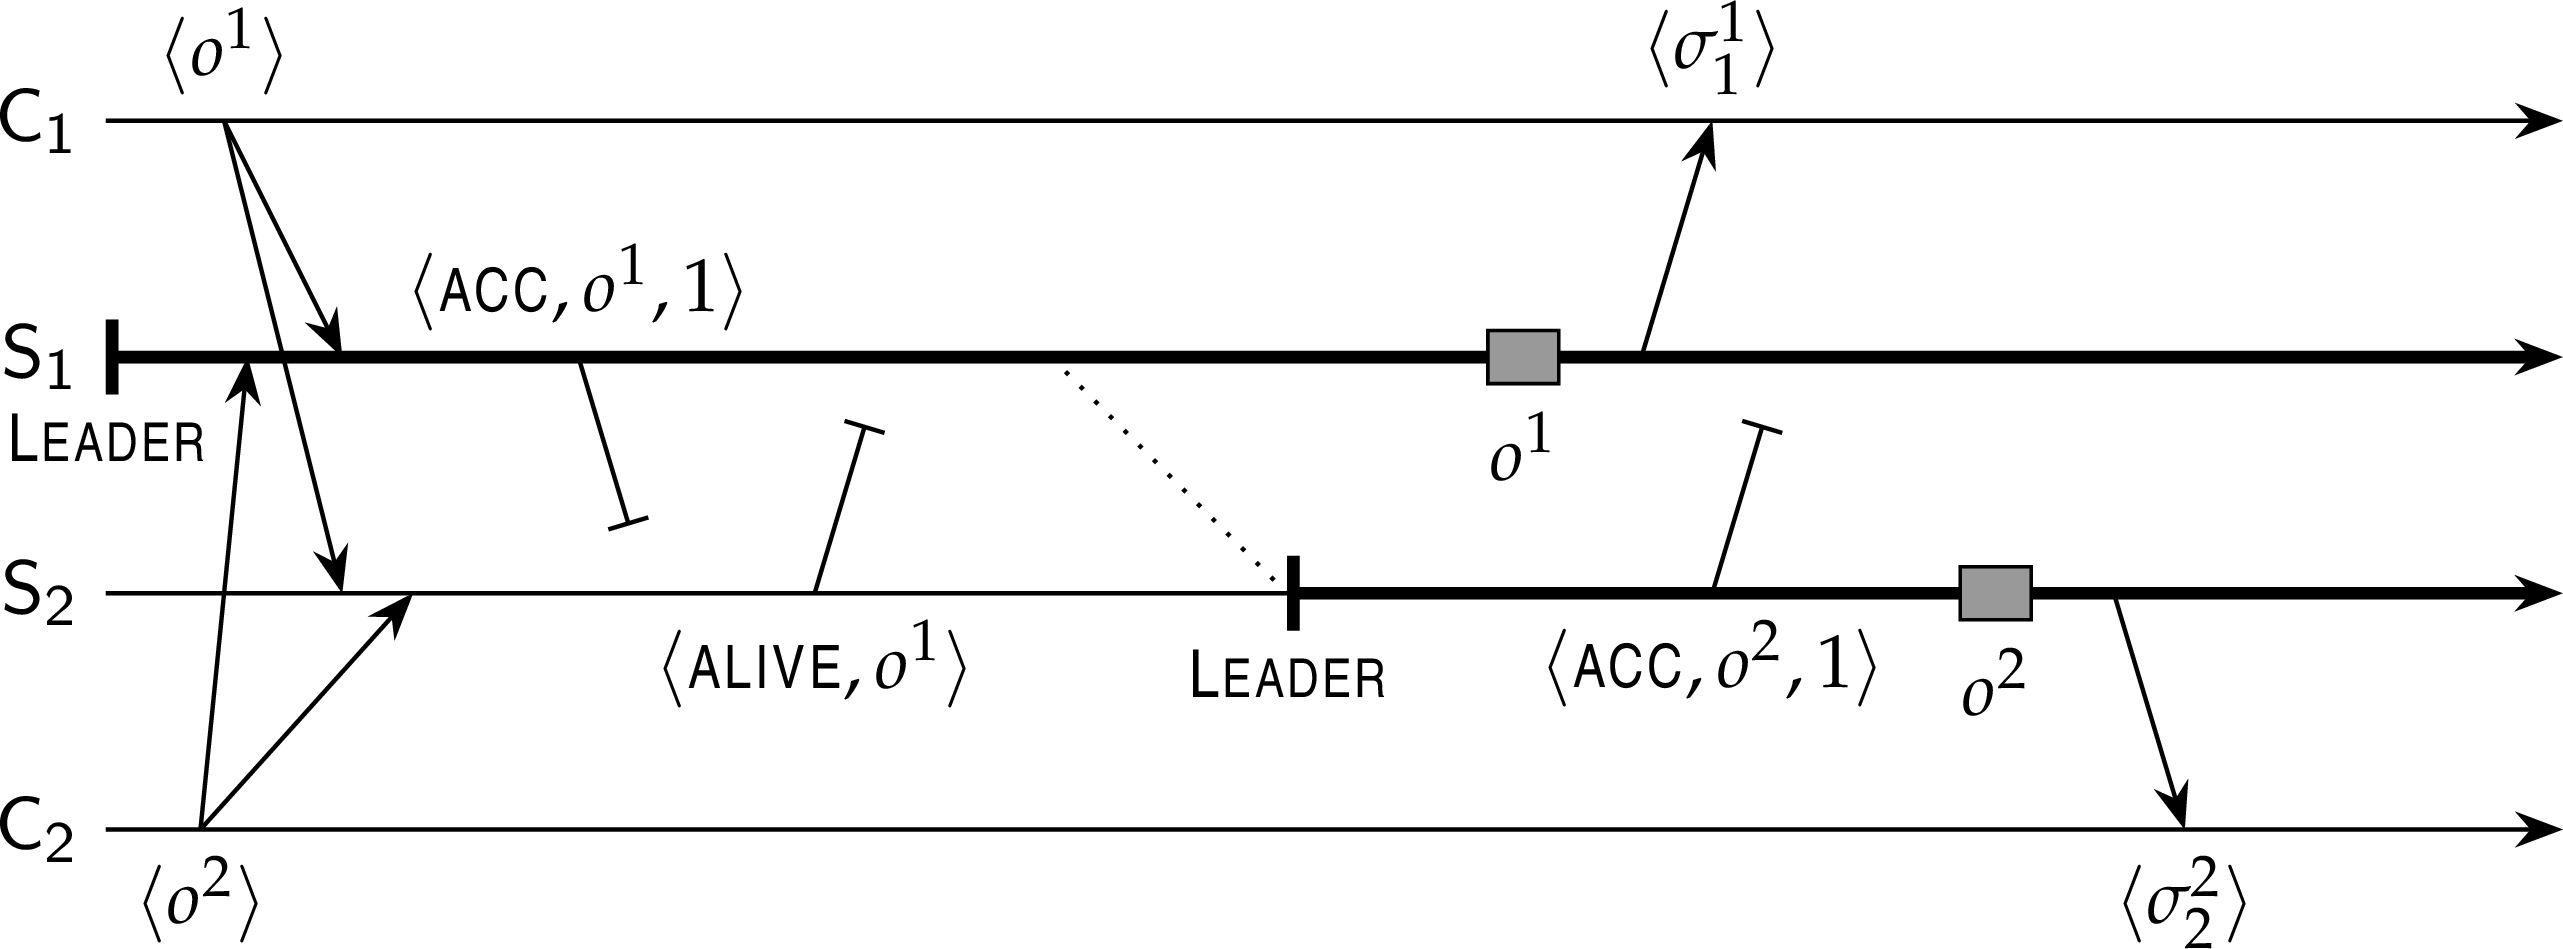 ⟨o¹⟩
⟨σ₁¹⟩
C₁
⟨ACC, o¹, 1⟩
S₁
LEADER
o¹
S₂
⟨ALIVE, o¹⟩
LEADER
⟨ACC, o², 1⟩
o²
C₂
⟨o²⟩
⟨σ₂²⟩